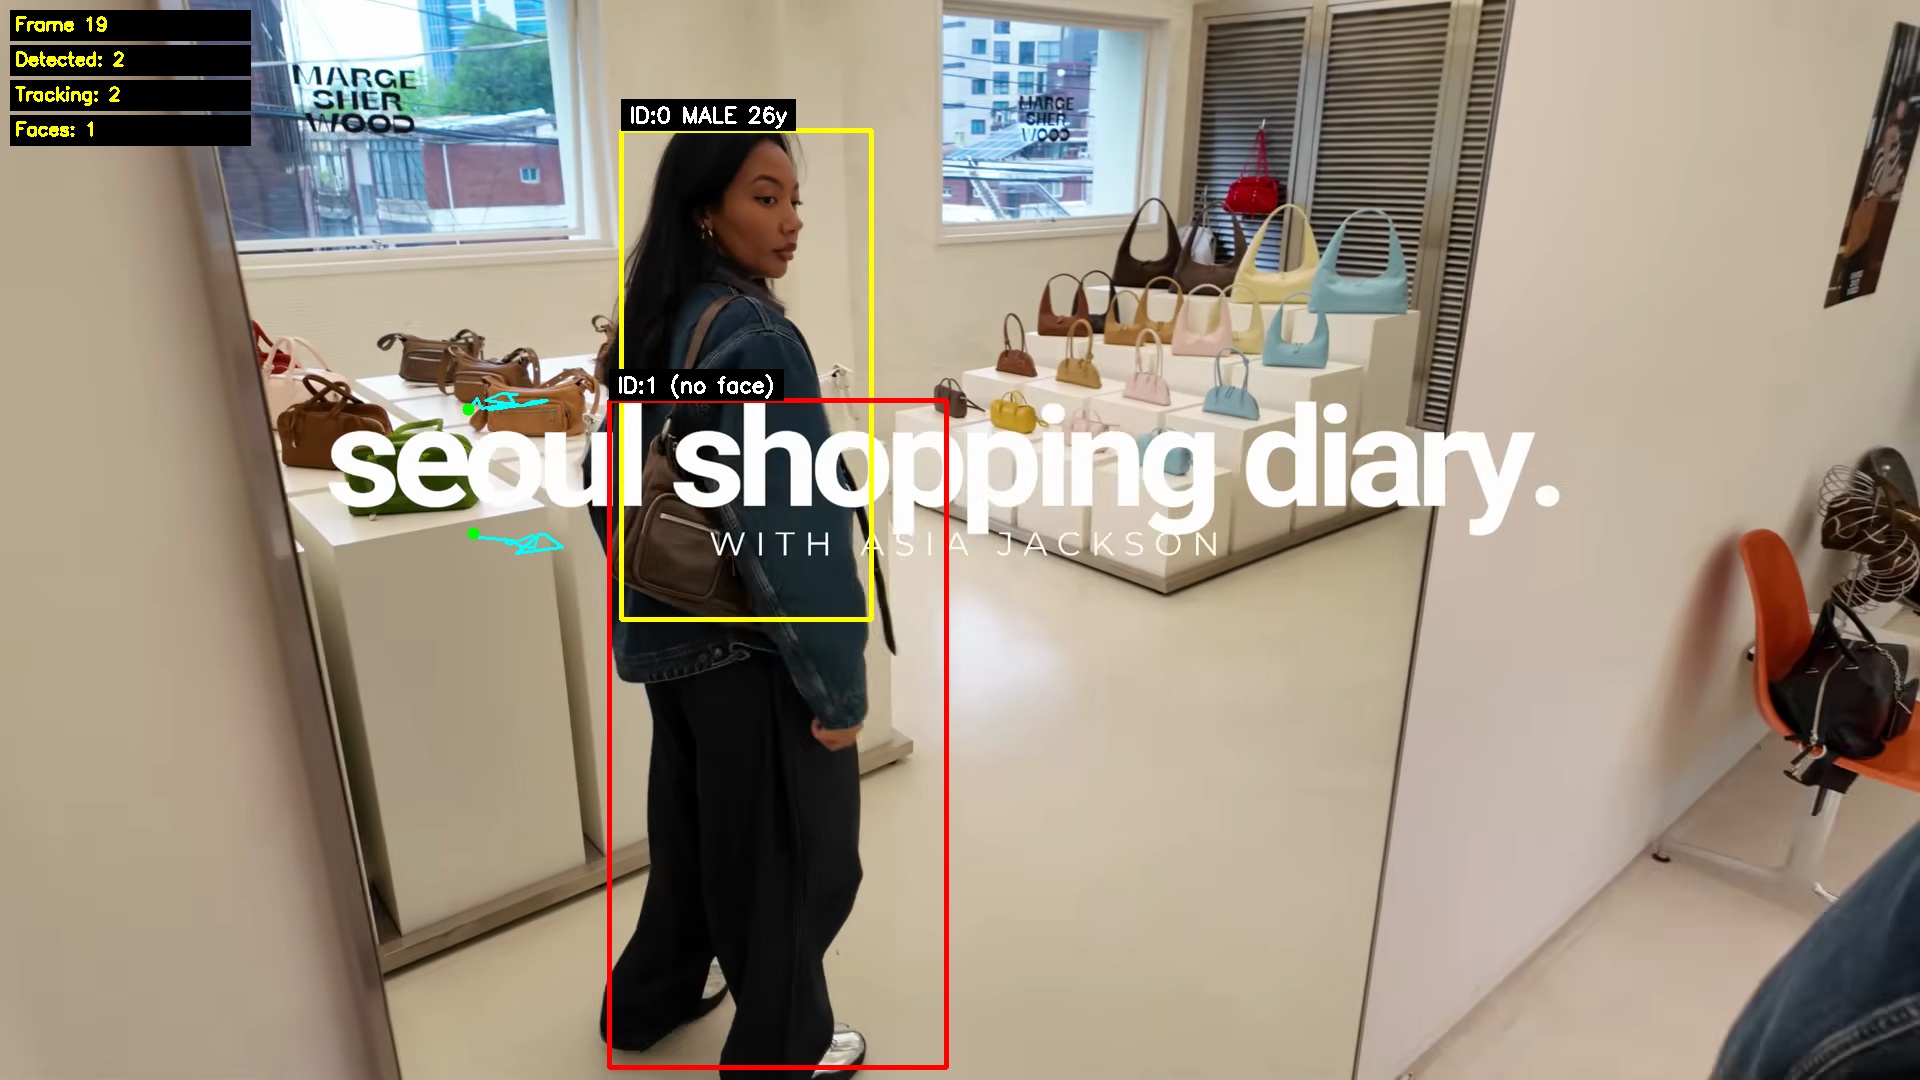 Frame 19
Detected: 2
Tracking: 2
Faces: 1
MARGE
SHER
WOOD
MARGE
SHER
WOOD
ID:0 MALE 26y
ID:1 (no face)
seoul shopping diary.
WITH ASIA JACKSON